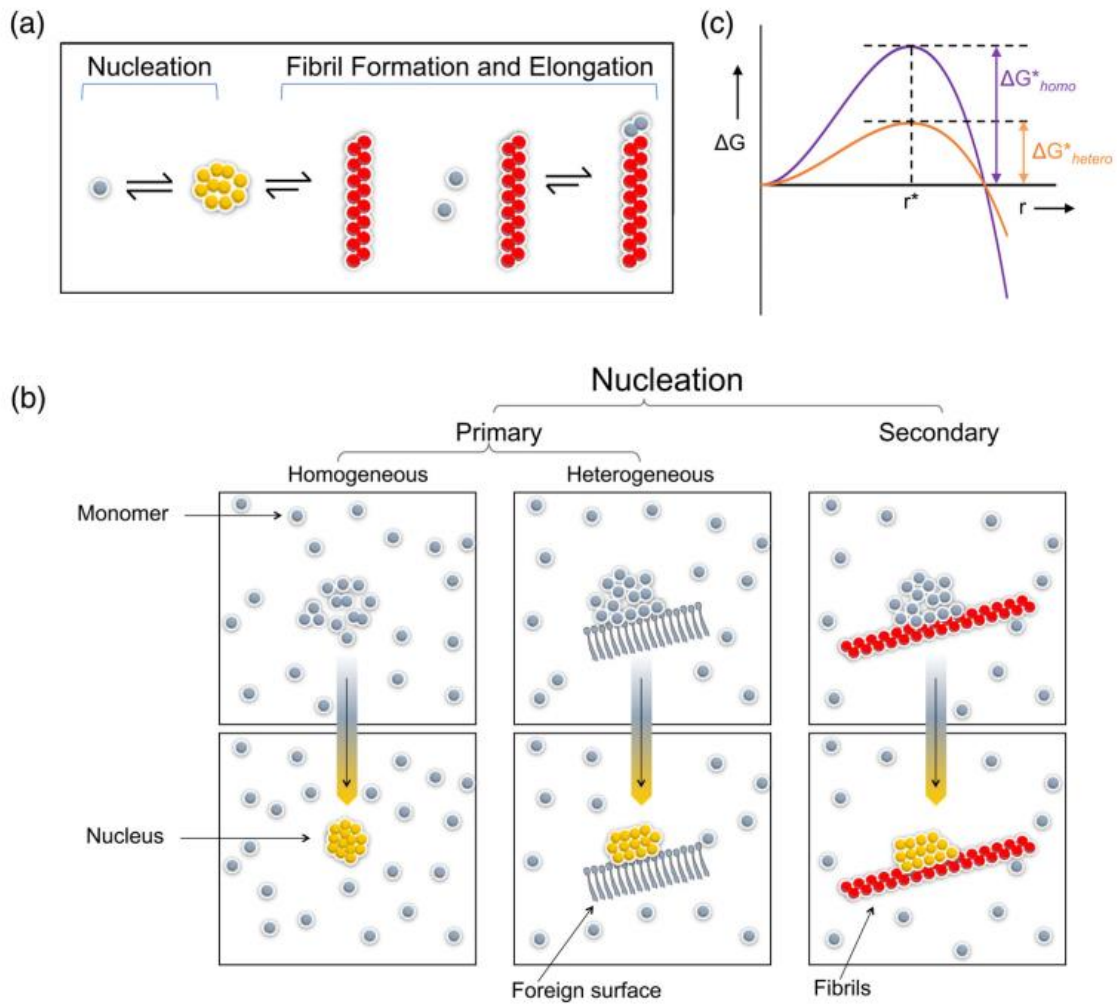 (a)
Nucleation
Fibril Formation and Elongation
(c)
ΔG
ΔG*homo
ΔG*hetero
r*
r
(b)
Nucleation
Primary
Secondary
Homogeneous
Heterogeneous
Monomer
Nucleus
Foreign surface
Fibrils